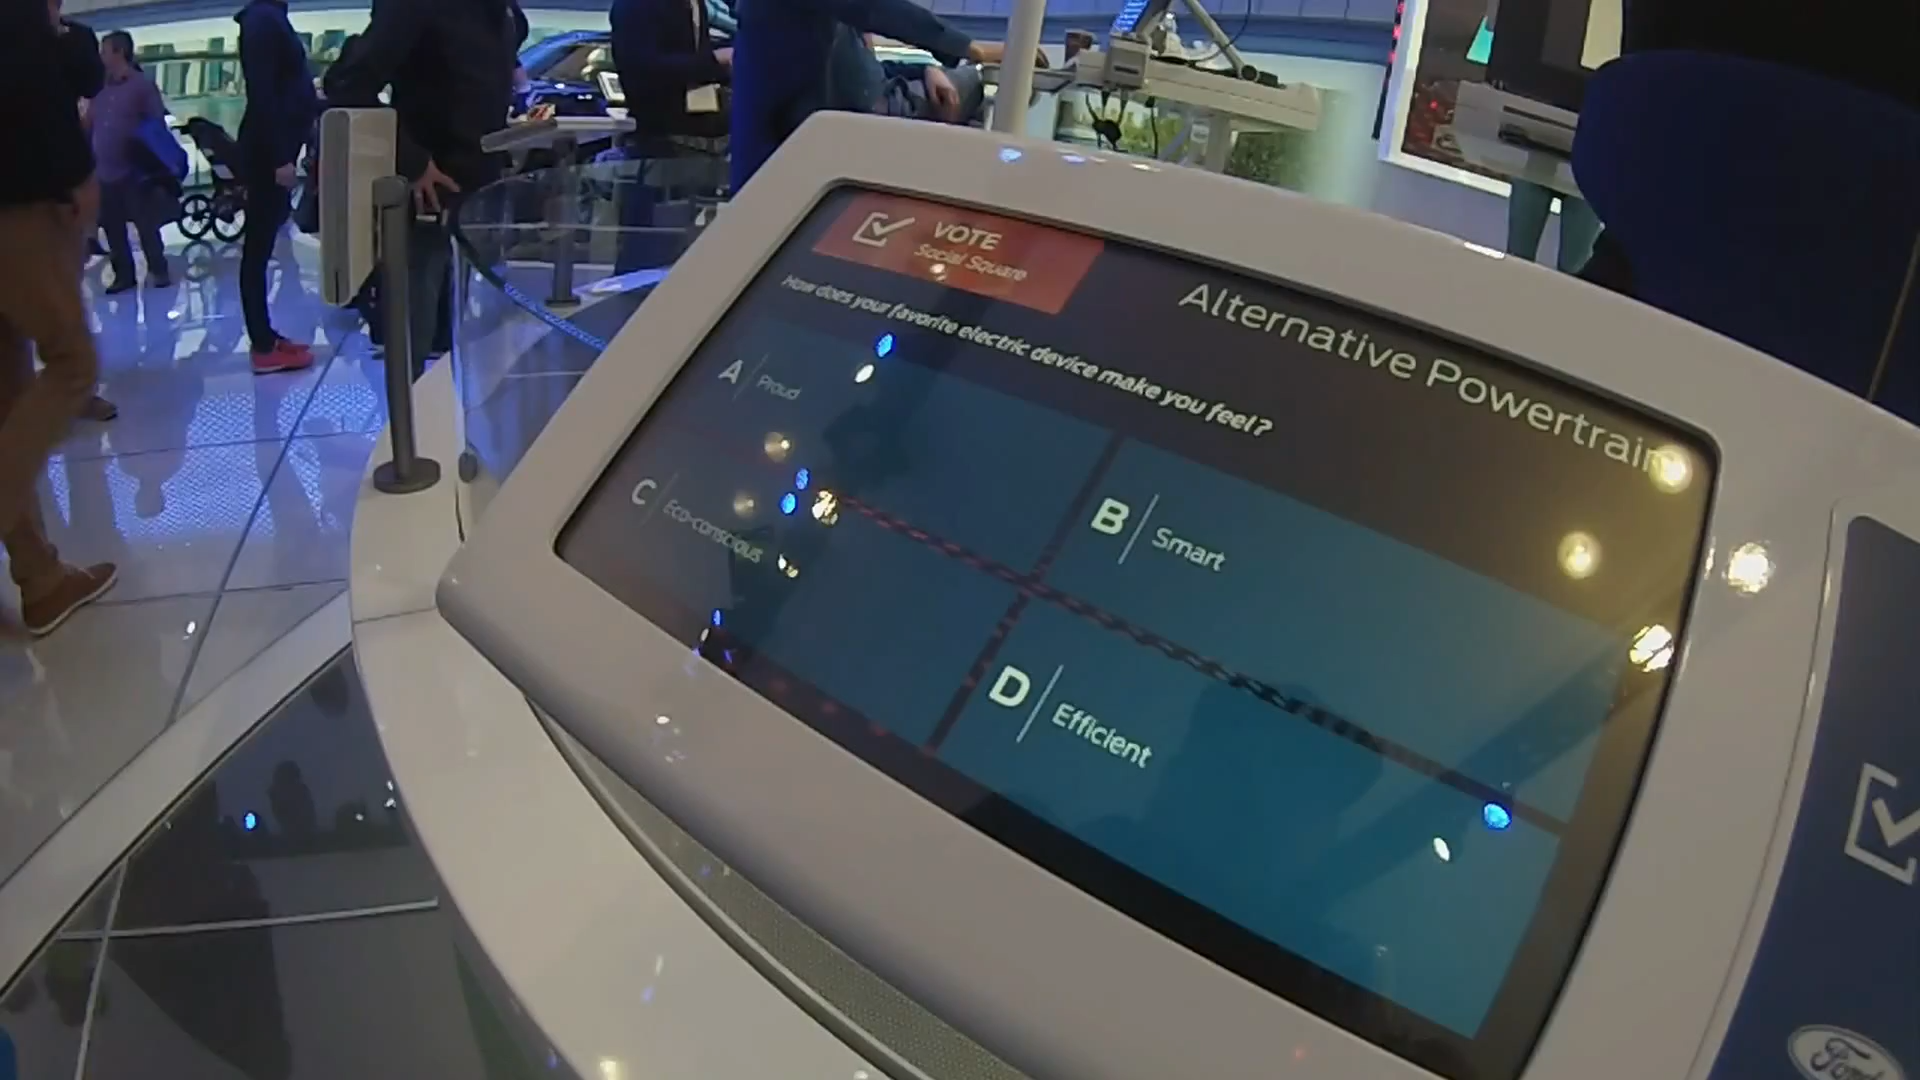 VOTE
Social Square
Alternative Powertrain
How does your favorite electric device make you feel?
A Proud
B Smart
C Eco-conscious
D Efficient
Ford